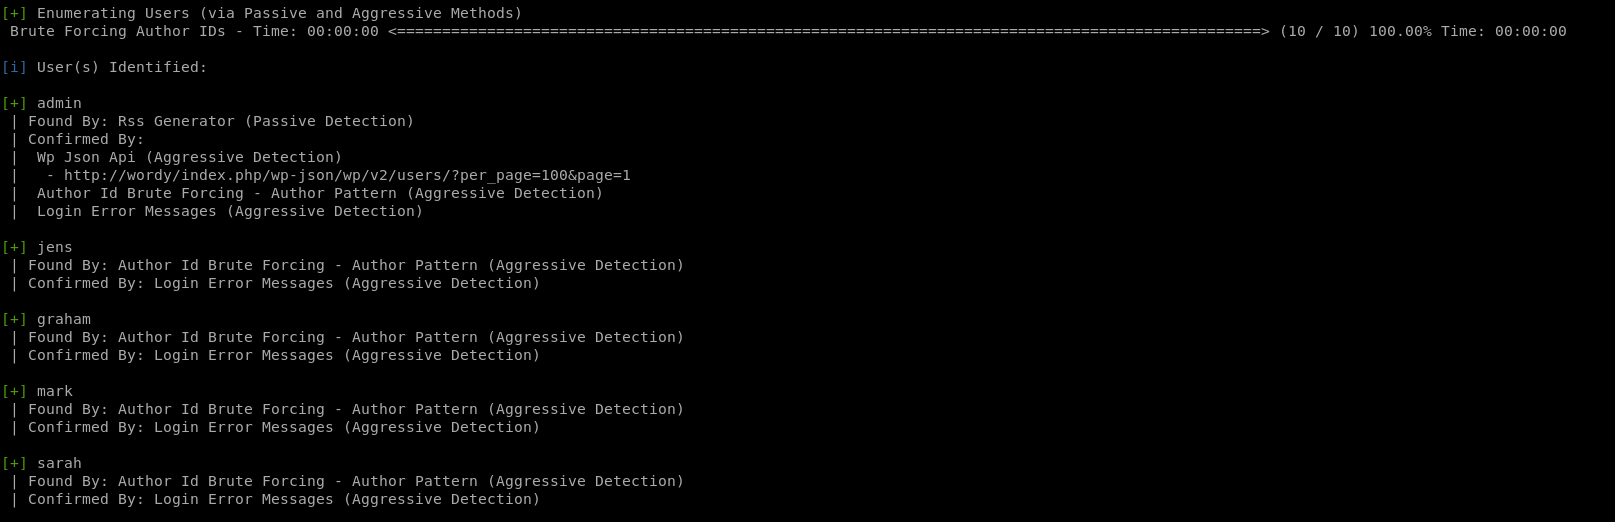 [+] Enumerating Users (via Passive and Aggressive Methods)
 Brute Forcing Author IDs - Time: 00:00:00 <================================================================================================> (10 / 10) 100.00% Time: 00:00:00
[i] User(s) Identified:
[+] admin
 | Found By: Rss Generator (Passive Detection)
 | Confirmed By:
 |  Wp Json Api (Aggressive Detection)
 |   - http://wordy/index.php/wp-json/wp/v2/users/?per_page=100&page=1
 |  Author Id Brute Forcing - Author Pattern (Aggressive Detection)
 |  Login Error Messages (Aggressive Detection)
[+] jens
 | Found By: Author Id Brute Forcing - Author Pattern (Aggressive Detection)
 | Confirmed By: Login Error Messages (Aggressive Detection)
[+] graham
 | Found By: Author Id Brute Forcing - Author Pattern (Aggressive Detection)
 | Confirmed By: Login Error Messages (Aggressive Detection)
[+] mark
 | Found By: Author Id Brute Forcing - Author Pattern (Aggressive Detection)
 | Confirmed By: Login Error Messages (Aggressive Detection)
[+] sarah
 | Found By: Author Id Brute Forcing - Author Pattern (Aggressive Detection)
 | Confirmed By: Login Error Messages (Aggressive Detection)